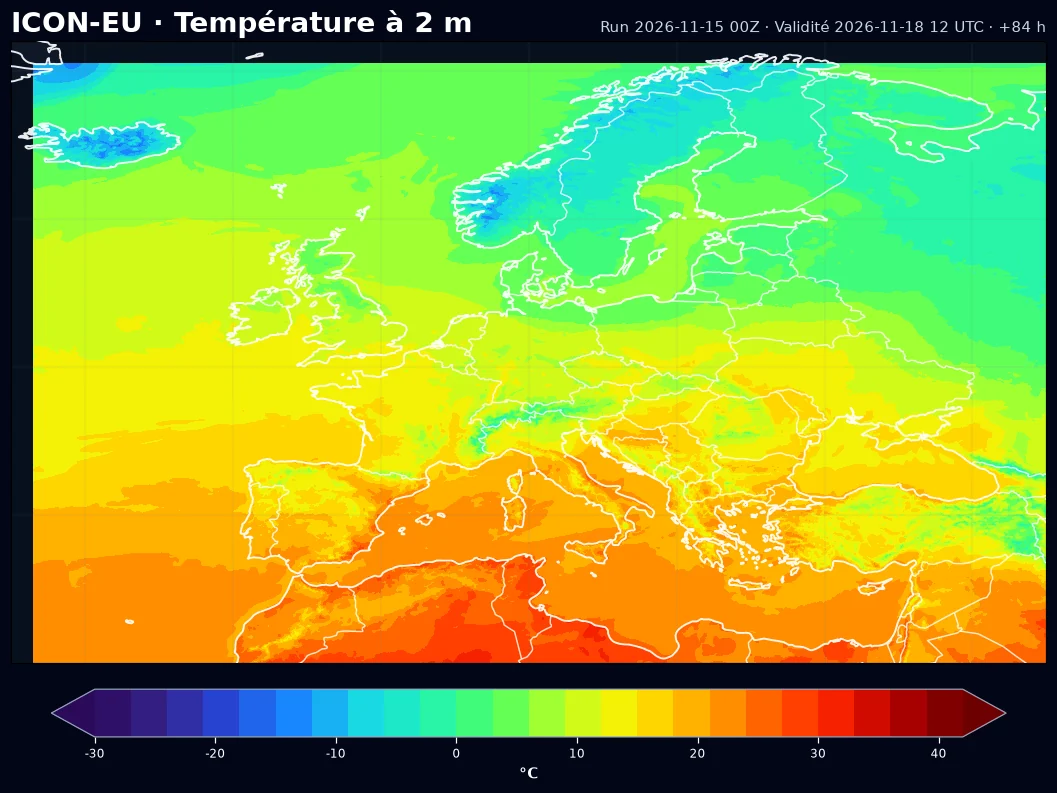 ICON-EU · Température à 2 m
Run 2026-11-15 00Z · Validité 2026-11-18 12 UTC · +84 h
-30 -20 -10 0 10 20 30 40
°C